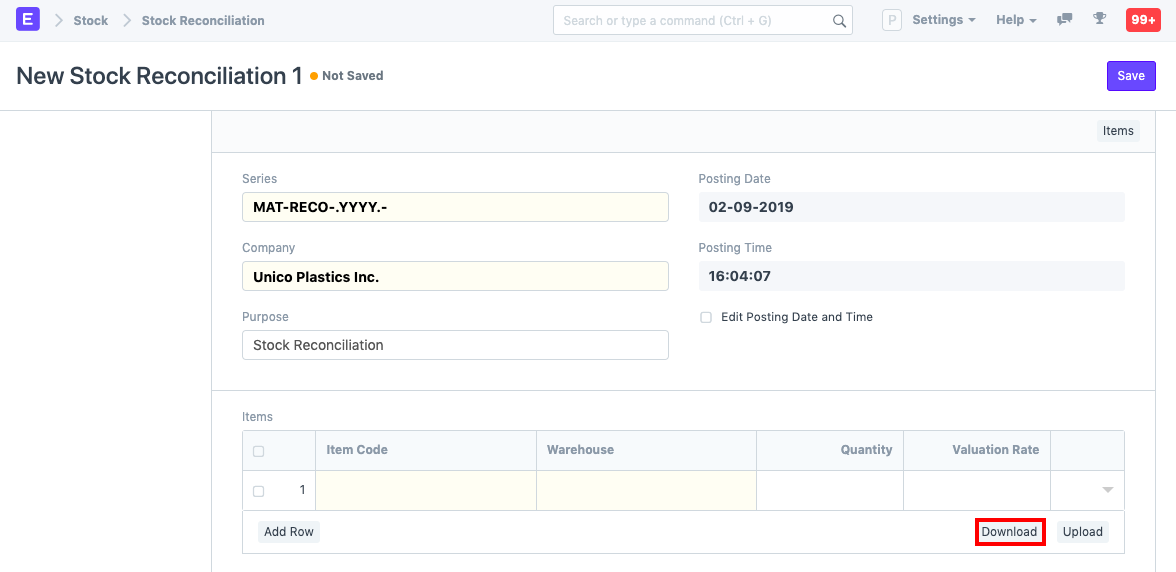 E Stock Stock Reconciliation Search or type a command (Ctrl + G) P Settings Help 99+
New Stock Reconciliation 1 Not Saved Save
Items
Series Posting Date
MAT-RECO-.YYYY.- 02-09-2019
Company Posting Time
Unico Plastics Inc. 16:04:07
Purpose Edit Posting Date and Time
Stock Reconciliation
Items
Item Code Warehouse Quantity Valuation Rate
1
Add Row Download Upload